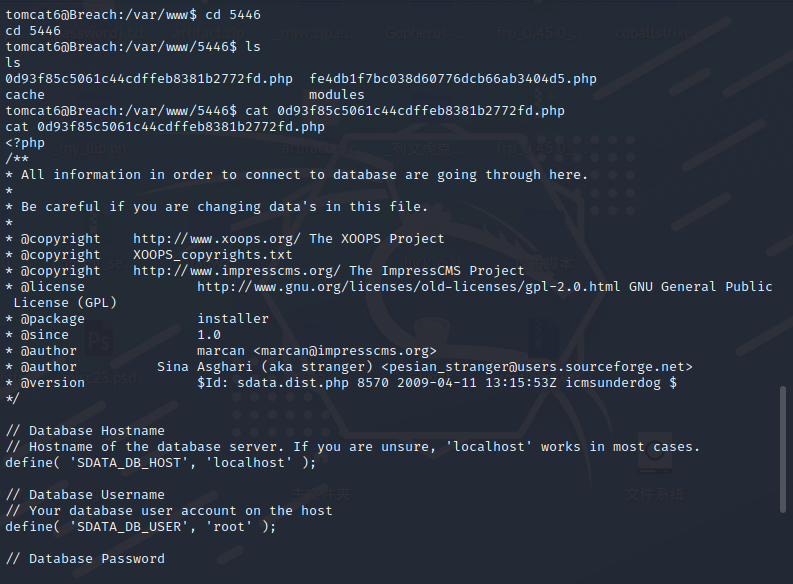 tomcat6@Breach:/var/www$ cd 5446
cd 5446
tomcat6@Breach:/var/www/5446$ ls
ls
0d93f85c5061c44cdffeb8381b2772fd.php  fe4db1f7bc038d60776dcb66ab3404d5.php
cache                                 modules
tomcat6@Breach:/var/www/5446$ cat 0d93f85c5061c44cdffeb8381b2772fd.php
cat 0d93f85c5061c44cdffeb8381b2772fd.php
<?php
/**
* All information in order to connect to database are going through here.
*
* Be careful if you are changing data's in this file.
*
* @copyright    http://www.xoops.org/ The XOOPS Project
* @copyright    XOOPS_copyrights.txt
* @copyright    http://www.impresscms.org/ The ImpressCMS Project
* @license              http://www.gnu.org/licenses/old-licenses/gpl-2.0.html GNU General Public
 License (GPL)
* @package              installer
* @since                1.0
* @author               marcan <marcan@impresscms.org>
* @author          Sina Asghari (aka stranger) <pesian_stranger@users.sourceforge.net>
* @version              $Id: sdata.dist.php 8570 2009-04-11 13:15:53Z icmsunderdog $
*/

// Database Hostname
// Hostname of the database server. If you are unsure, 'localhost' works in most cases.
define( 'SDATA_DB_HOST', 'localhost' );

// Database Username
// Your database user account on the host
define( 'SDATA_DB_USER', 'root' );

// Database Password